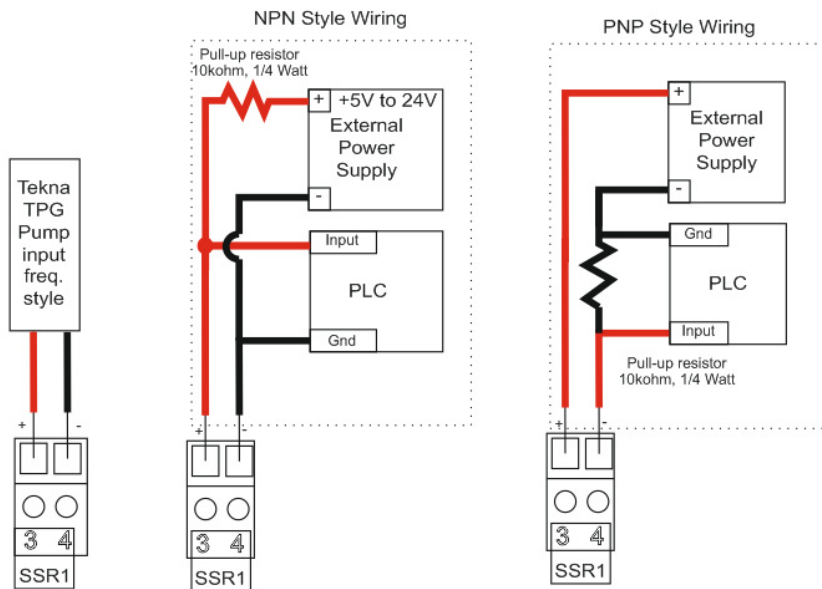 Tekna
TPG
Pump
input
freq.
style
+
-
3 4
SSR1
NPN Style Wiring
Pull-up resistor
10kohm, 1/4 Watt
+ +5V to 24V
External
Power
Supply
-
Input
PLC
Gnd
+
-
3 4
SSR1
PNP Style Wiring
+
External
Power
Supply
-
Gnd
PLC
Input
Pull-up resistor
10kohm, 1/4 Watt
+
-
3 4
SSR1